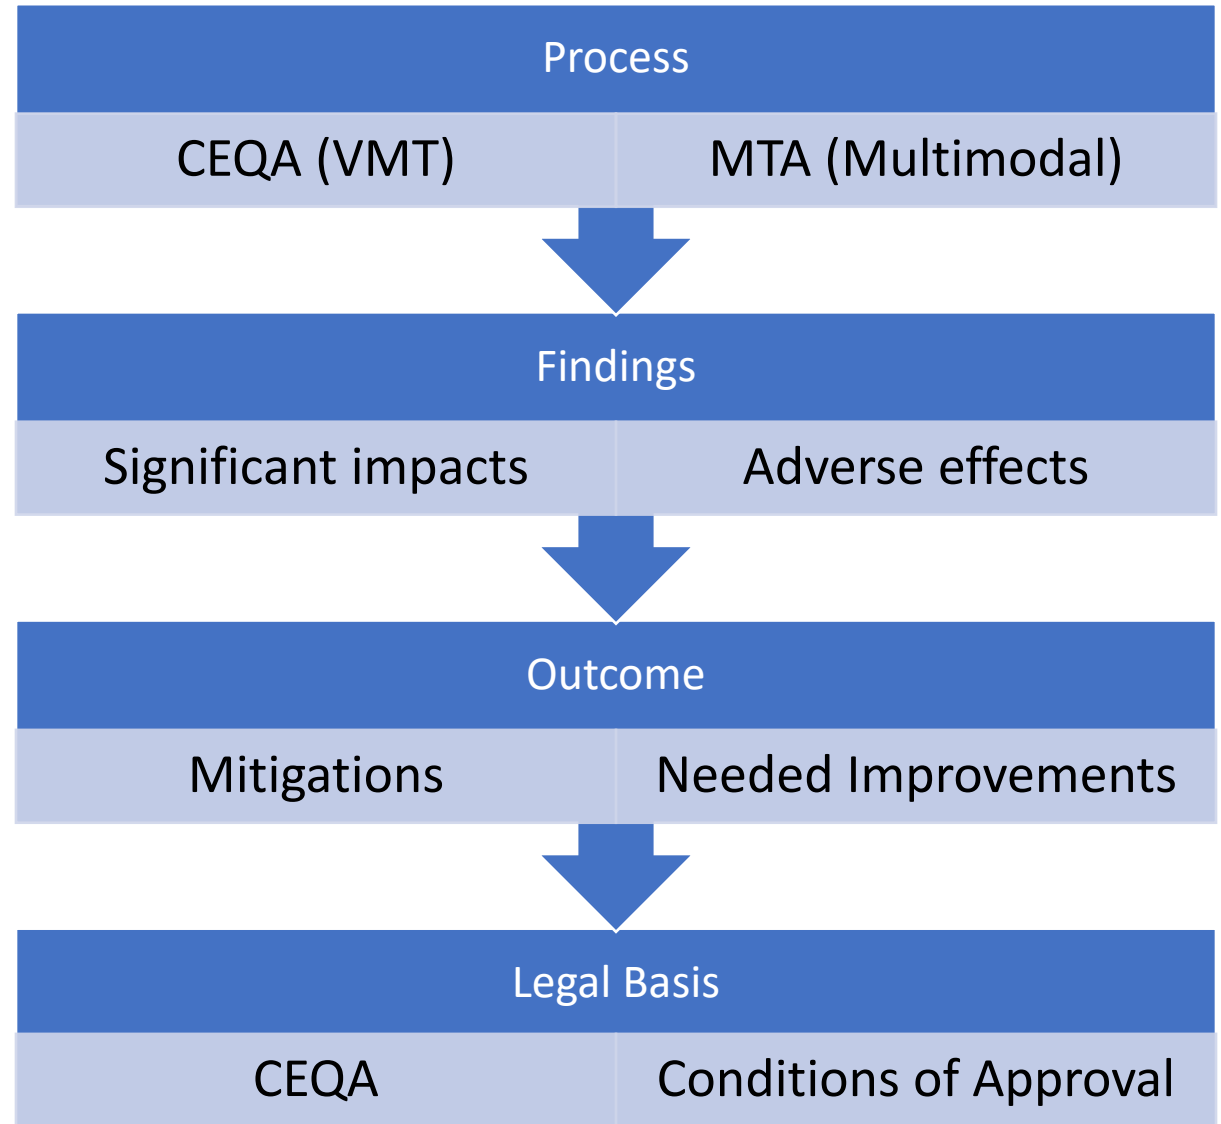 Process
CEQA (VMT)
MTA (Multimodal)
Findings
Significant impacts
Adverse effects
Outcome
Mitigations
Needed Improvements
Legal Basis
CEQA
Conditions of Approval